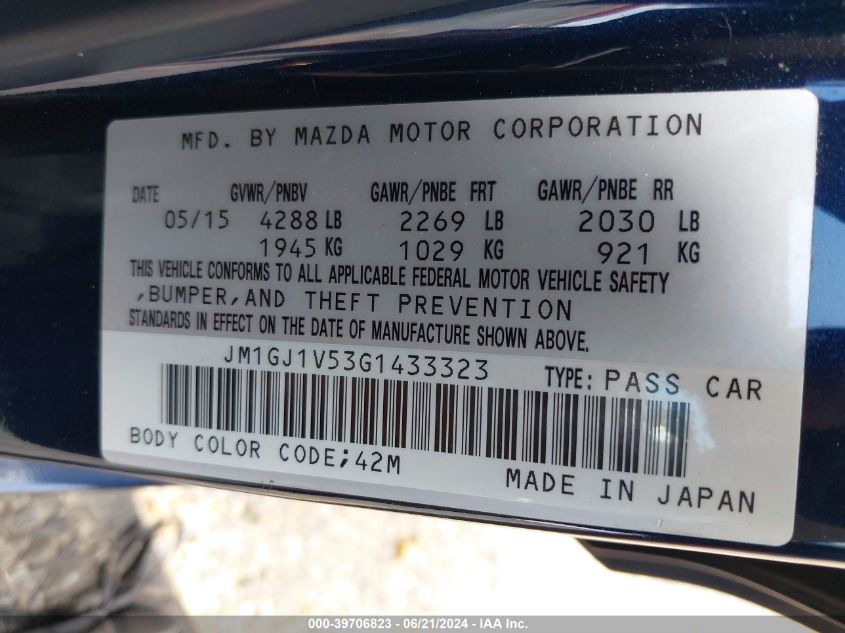 MFD. BY MAZDA MOTOR CORPORATION
DATE GVWR/PNBV GAWR/PNBE FRT GAWR/PNBE RR
05/15 4288 LB 2269 LB 2030 LB
1945 KG 1029 KG 921 KG
THIS VEHICLE CONFORMS TO ALL APPLICABLE FEDERAL MOTOR VEHICLE SAFETY
,BUMPER,AND THEFT PREVENTION
STANDARDS IN EFFECT ON THE DATE OF MANUFACTURE SHOWN ABOVE.
JM1GJ1V53G1433323 TYPE: PASS CAR
BODY COLOR CODE;42M
MADE IN JAPAN
000-39706823 - 06/21/2024 - IAA Inc.